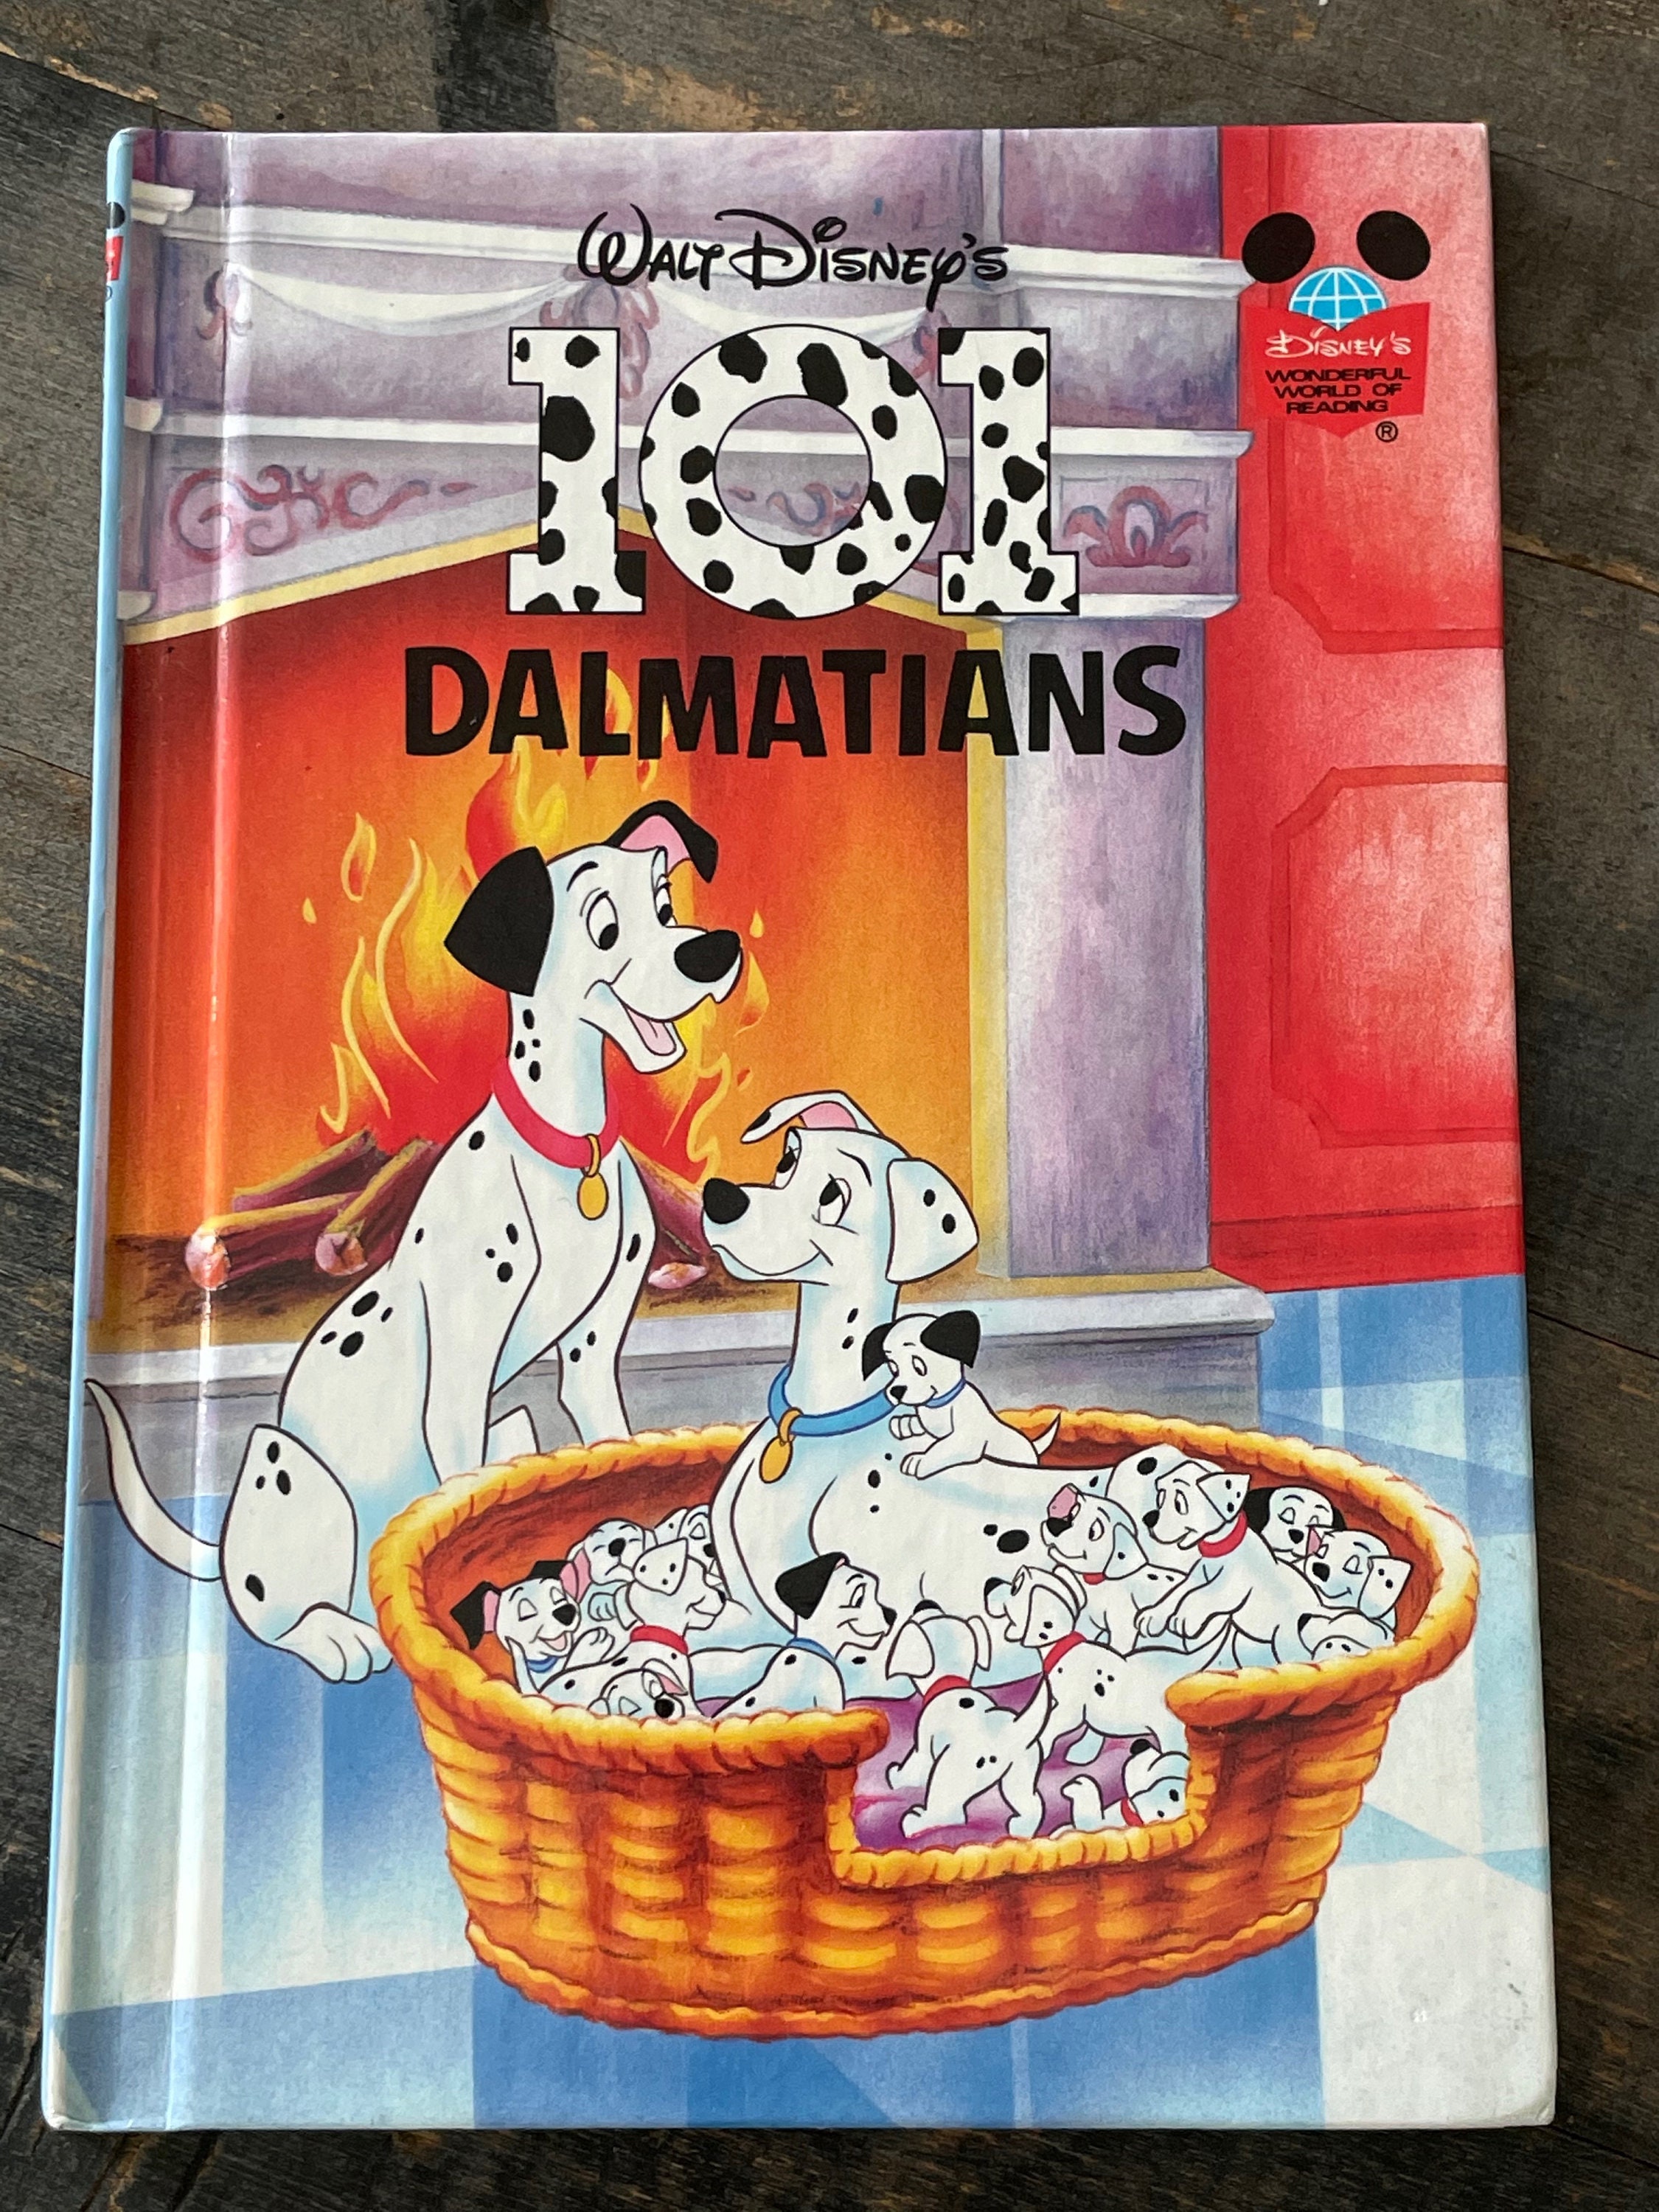 WALT DISNEY'S
101
DALMATIANS
DISNEY'S
WONDERFUL
WORLD OF
READING
®